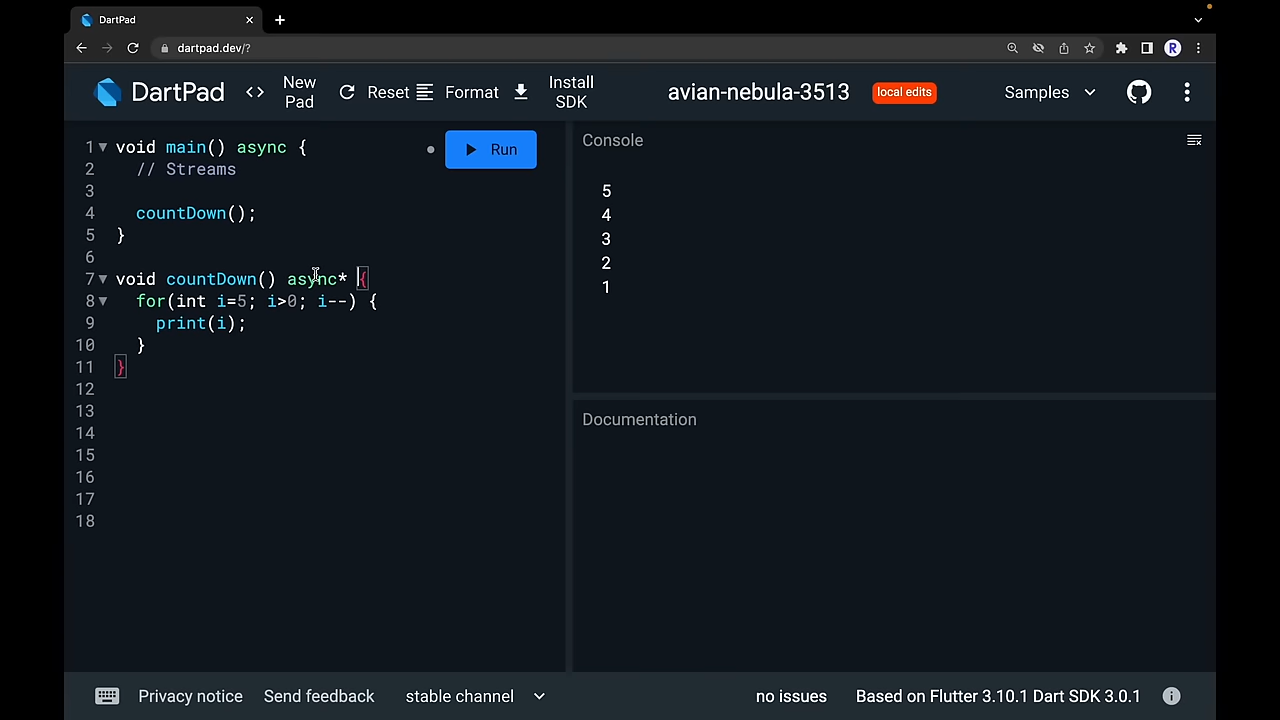 DartPad
dartpad.dev/?
R
DartPad
<> New Pad
Reset
Format
Install SDK
avian-nebula-3513
local edits
Samples
1 void main() async {
2   // Streams
3
4   countDown();
5 }
6
7 void countDown() async* {
8   for(int i=5; i>0; i--) {
9     print(i);
10   }
11 }
12
13
14
15
16
17
18
Run
Console
5
4
3
2
1
Documentation
Privacy notice
Send feedback
stable channel
no issues
Based on Flutter 3.10.1 Dart SDK 3.0.1